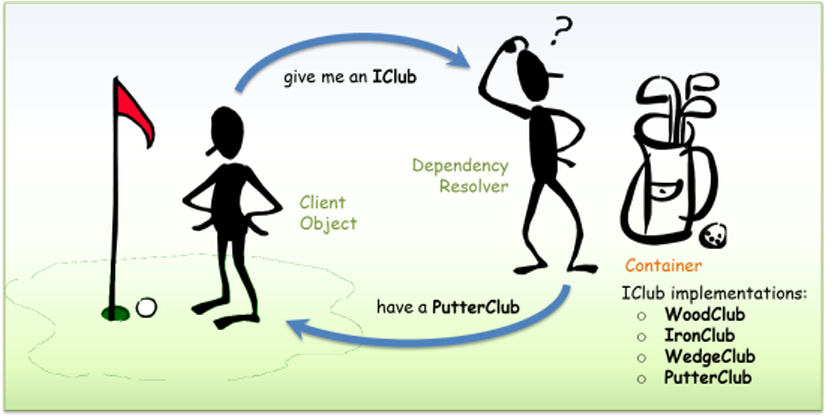 ?
give me an IClub
Dependency
Resolver
Client
Object
Container
have a PutterClub
IClub implementations:
○ WoodClub
○ IronClub
○ WedgeClub
○ PutterClub